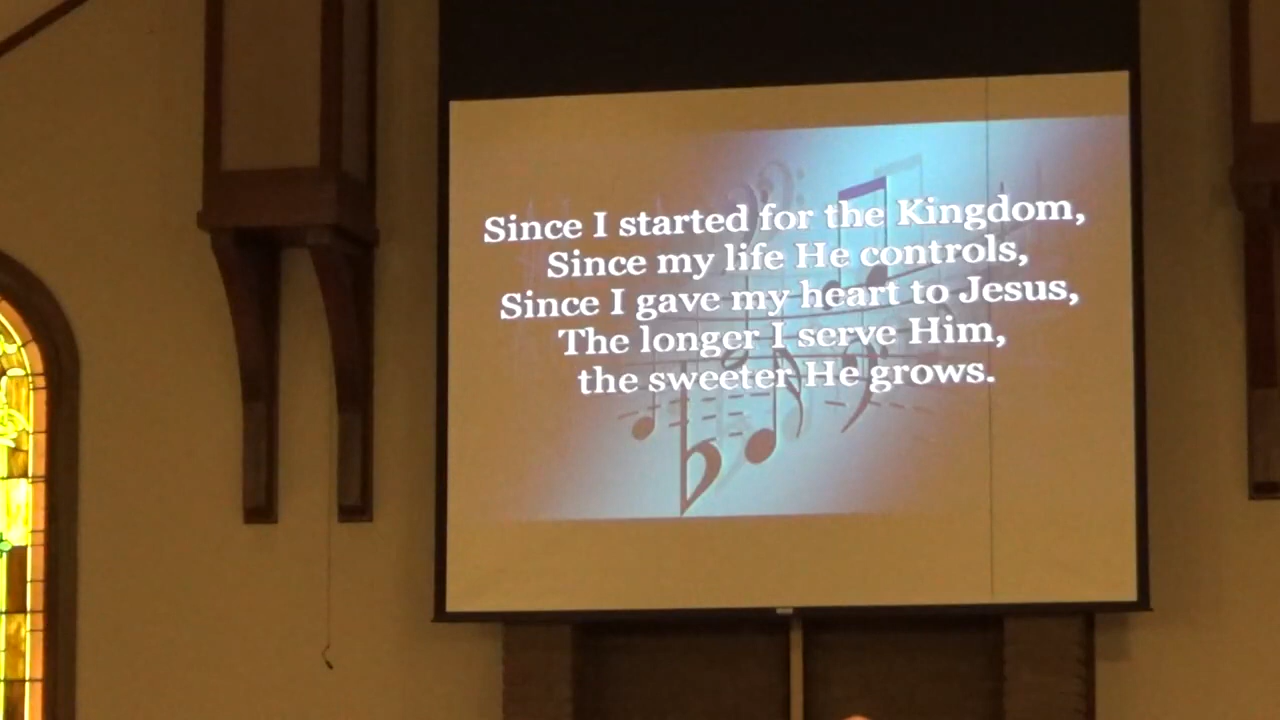 Since I started for the Kingdom,
Since my life He controls,
Since I gave my heart to Jesus,
The longer I serve Him,
the sweeter He grows.